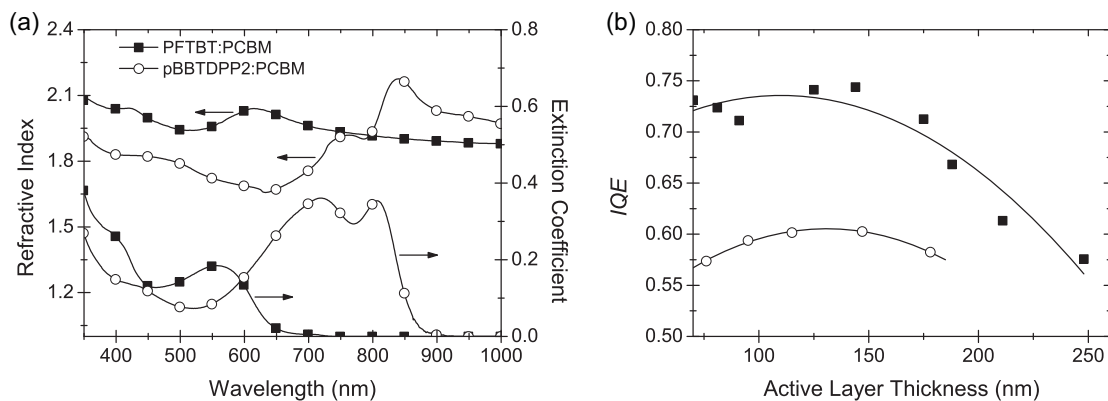 (a)
2.4
2.1
1.8
1.5
1.2
Refractive Index
PFTBT:PCBM
pBBTDPP2:PCBM
0.8
0.6
0.4
0.2
0.0
Extinction Coefficient
400 500 600 700 800 900 1000
Wavelength (nm)
(b)
0.80
0.75
0.70
0.65
0.60
0.55
0.50
IQE
100 150 200 250
Active Layer Thickness (nm)